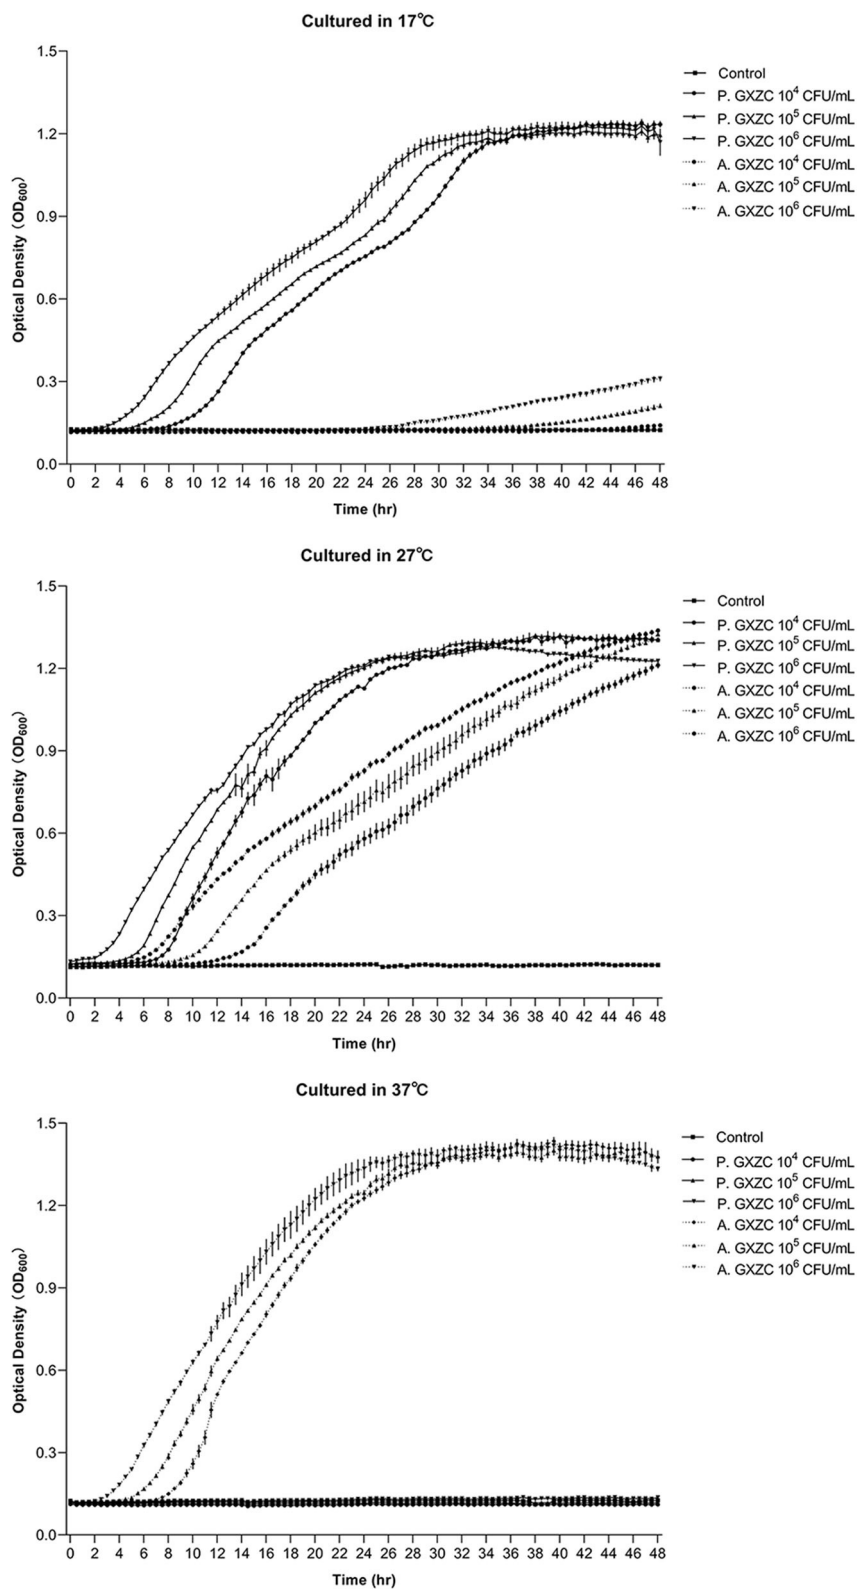 Cultured in 17℃
1.5
1.2
0.9
0.6
0.3
0.0
Optical Density (OD600)
0 2 4 6 8 10 12 14 16 18 20 22 24 26 28 30 32 34 36 38 40 42 44 46 48
Time (hr)
Control
P. GXZC 10^4 CFU/mL
P. GXZC 10^5 CFU/mL
P. GXZC 10^6 CFU/mL
A. GXZC 10^4 CFU/mL
A. GXZC 10^5 CFU/mL
A. GXZC 10^6 CFU/mL
Cultured in 27℃
1.5
1.2
0.9
0.6
0.3
0.0
Optical Density (OD600)
0 2 4 6 8 10 12 14 16 18 20 22 24 26 28 30 32 34 36 38 40 42 44 46 48
Time (hr)
Control
P. GXZC 10^4 CFU/mL
P. GXZC 10^5 CFU/mL
P. GXZC 10^6 CFU/mL
A. GXZC 10^4 CFU/mL
A. GXZC 10^5 CFU/mL
A. GXZC 10^6 CFU/mL
Cultured in 37℃
1.5
1.2
0.9
0.6
0.3
0.0
Optical Density (OD600)
0 2 4 6 8 10 12 14 16 18 20 22 24 26 28 30 32 34 36 38 40 42 44 46 48
Time (hr)
Control
P. GXZC 10^4 CFU/mL
P. GXZC 10^5 CFU/mL
P. GXZC 10^6 CFU/mL
A. GXZC 10^4 CFU/mL
A. GXZC 10^5 CFU/mL
A. GXZC 10^6 CFU/mL